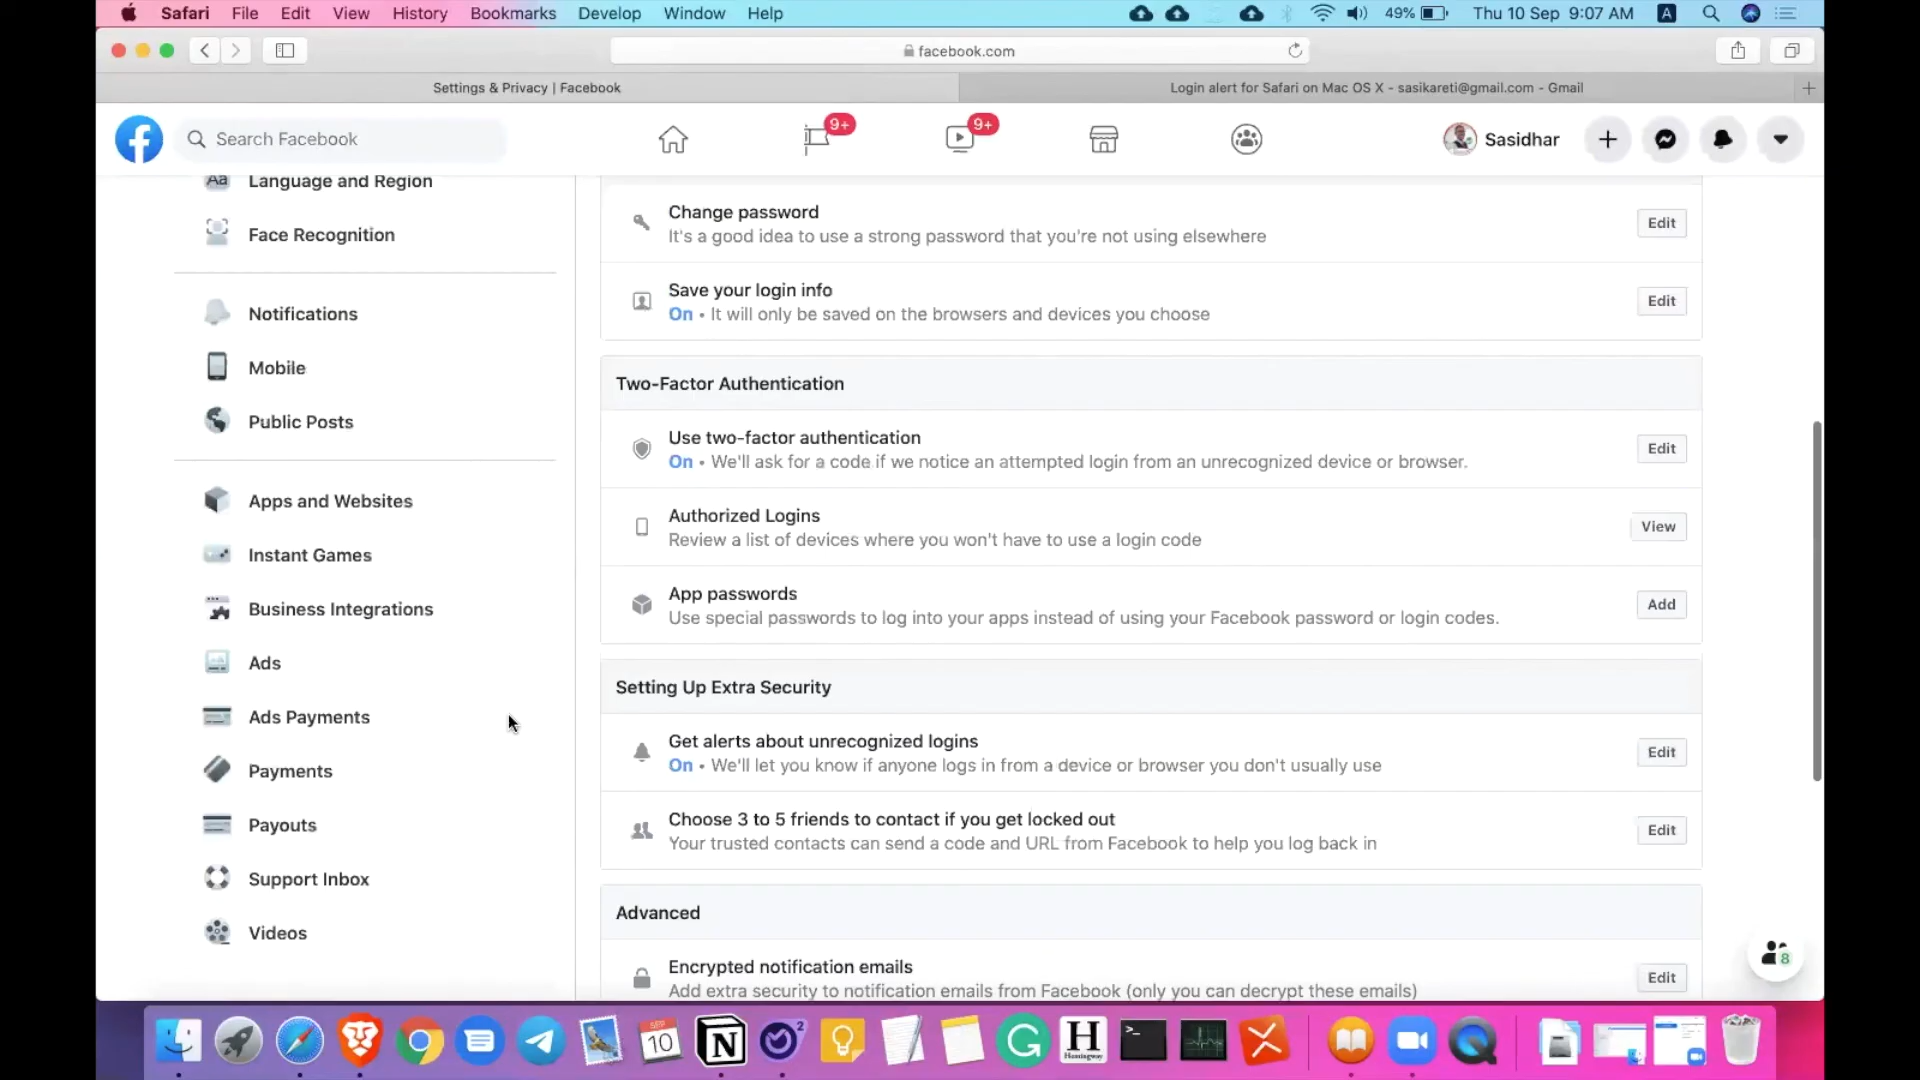 Safari File Edit View History Bookmarks Develop Window Help 49% Thu 10 Sep 9:07 AM A
facebook.com
Settings & Privacy | Facebook
Login alert for Safari on Mac OS X - sasikareti@gmail.com - Gmail
Search Facebook
9+
9+
Sasidhar
Aa Language and Region
Face Recognition
Notifications
Mobile
Public Posts
Apps and Websites
Instant Games
Business Integrations
Ads
Ads Payments
Payments
Payouts
Support Inbox
Videos
Change password
It's a good idea to use a strong password that you're not using elsewhere
Edit
Save your login info
On • It will only be saved on the browsers and devices you choose
Edit
Two-Factor Authentication
Use two-factor authentication
On • We'll ask for a code if we notice an attempted login from an unrecognized device or browser.
Edit
Authorized Logins
Review a list of devices where you won't have to use a login code
View
App passwords
Use special passwords to log into your apps instead of using your Facebook password or login codes.
Add
Setting Up Extra Security
Get alerts about unrecognized logins
On • We'll let you know if anyone logs in from a device or browser you don't usually use
Edit
Choose 3 to 5 friends to contact if you get locked out
Your trusted contacts can send a code and URL from Facebook to help you log back in
Edit
Advanced
Encrypted notification emails
Add extra security to notification emails from Facebook (only you can decrypt these emails)
Edit
8
SEP
10
2
H
Hemingway